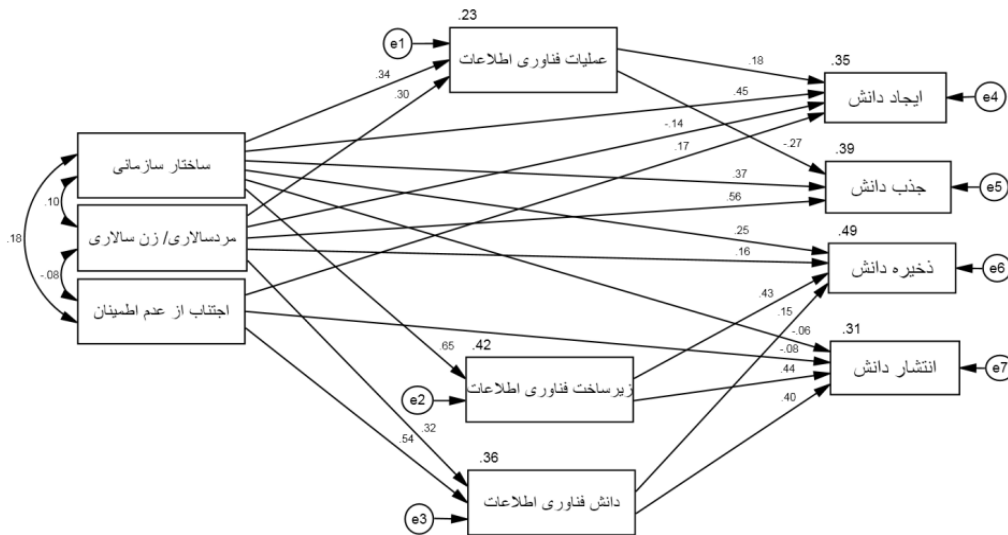 .23
e1
عملیات فناوری اطلاعات
.34
.30
.18
.35
ایجاد دانش
e4
.45
-.14
.17
-.27
.39
جذب دانش
e5
ساختار سازمانی
.37
.56
.10
مردسالاری/ زن سالاری
.18
-.08
.25
.16
.49
ذخیره دانش
e6
اجتناب از عدم اطمینان
.43
.15
-.06
-.08
.31
انتشار دانش
e7
.65
.42
زیرساخت فناوری اطلاعات
e2
.44
.40
.32
.54
.36
دانش فناوری اطلاعات
e3